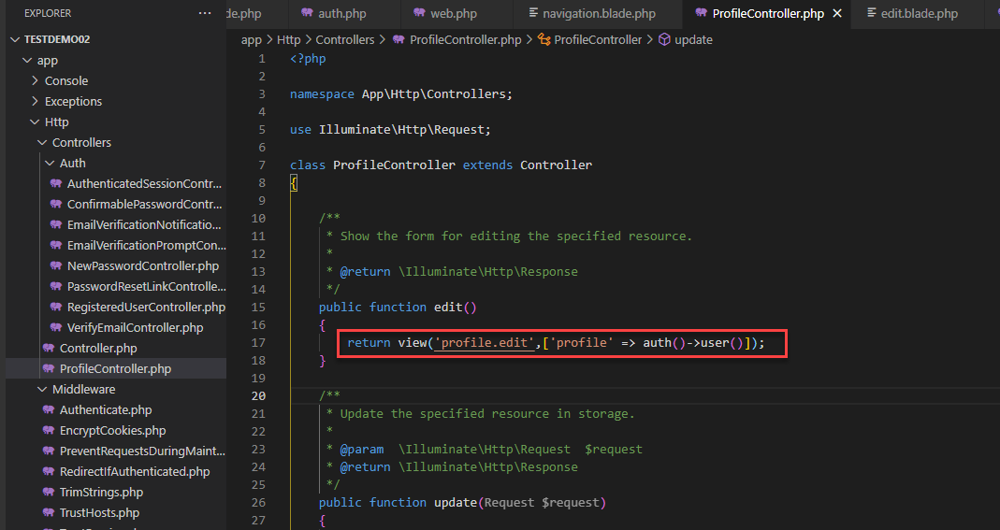 EXPLORER ···
de.php auth.php web.php navigation.blade.php ProfileController.php × edit.blade.php
TESTDEMO02
app > Http > Controllers > ProfileController.php > ProfileController > update
app
Console
Exceptions
Http
Controllers
Auth
AuthenticatedSessionContr...
ConfirmablePasswordContr...
EmailVerificationNotificatio...
EmailVerificationPromptCon...
NewPasswordController.php
PasswordResetLinkControlle...
RegisteredUserController.php
VerifyEmailController.php
Controller.php
ProfileController.php
Middleware
Authenticate.php
EncryptCookies.php
PreventRequestsDuringMaint...
RedirectIfAuthenticated.php
TrimStrings.php
TrustHosts.php
1 <?php
2
3 namespace App\Http\Controllers;
4
5 use Illuminate\Http\Request;
6
7 class ProfileController extends Controller
8 {
9
10 /**
11 * Show the form for editing the specified resource.
12 *
13 * @return \Illuminate\Http\Response
14 */
15 public function edit()
16 {
17 return view('profile.edit',['profile' => auth()->user()]);
18 }
19
20 /**
21 * Update the specified resource in storage.
22 *
23 * @param \Illuminate\Http\Request $request
24 * @return \Illuminate\Http\Response
25 */
26 public function update(Request $request)
27 {